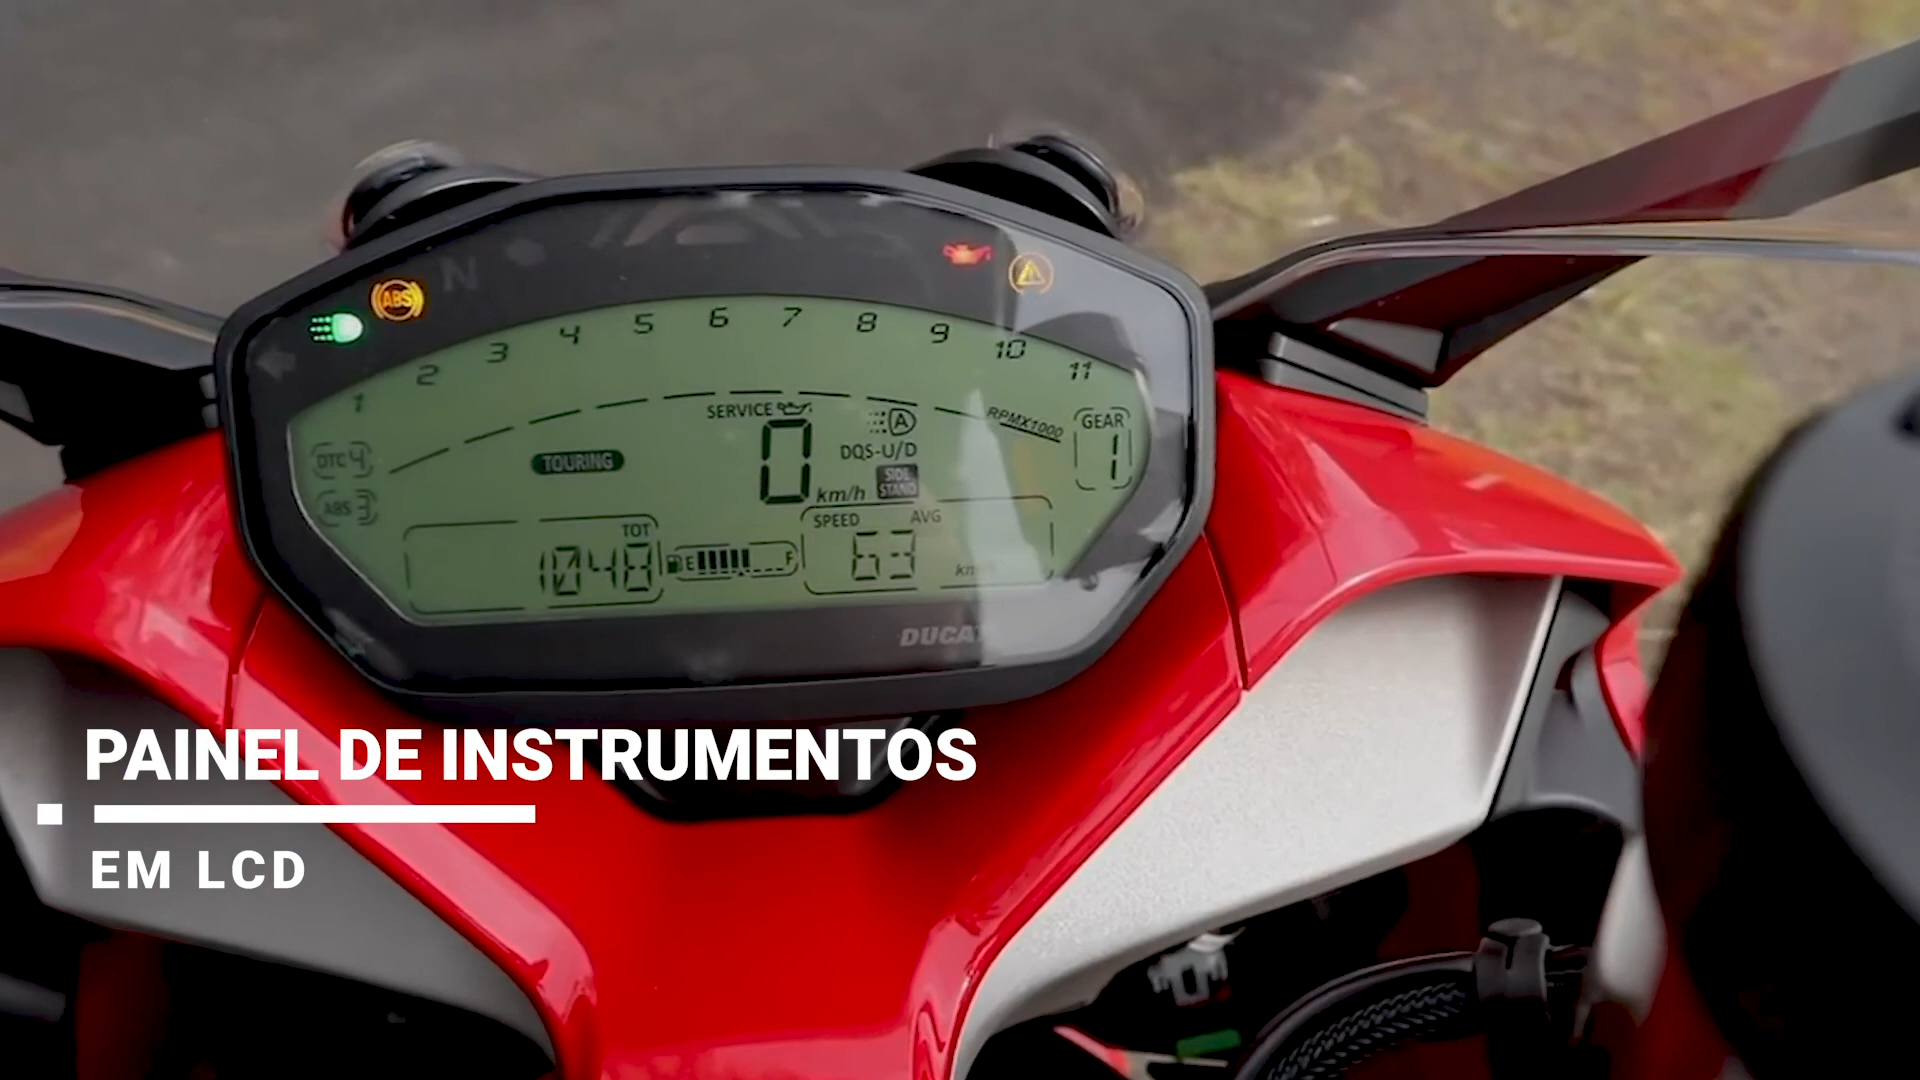 N
ABS
1 2 3 4 5 6 7 8 9 10 11
RPMX1000
SERVICE
A
GEAR
1
DTC 4
TOURING
0
km/h
DQS-U/D
SIDE
STAND
ABS 3
TOT
1048
E F
SPEED AVG
63
PAINEL DE INSTRUMENTOS
EM LCD